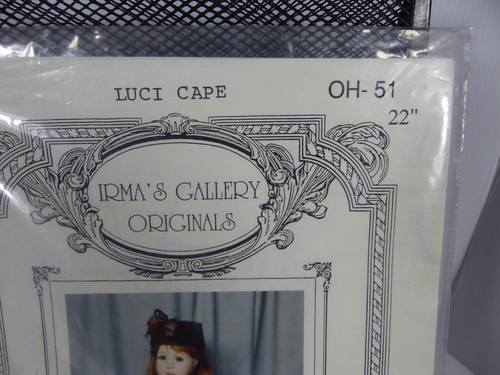 LUCI CAPE OH- 51
22"
IRMA'S GALLERY
ORIGINALS